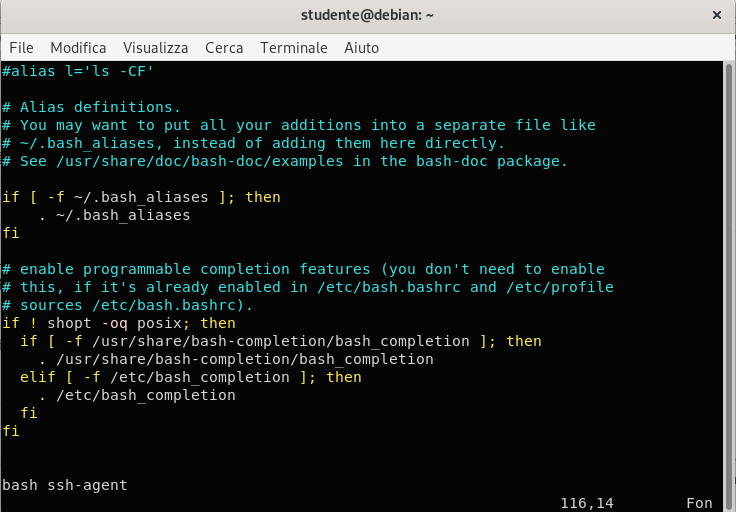 studente@debian: ~
×
File Modifica Visualizza Cerca Terminale Aiuto
#alias l='ls -CF'
# Alias definitions.
# You may want to put all your additions into a separate file like
# ~/.bash_aliases, instead of adding them here directly.
# See /usr/share/doc/bash-doc/examples in the bash-doc package.
if [ -f ~/.bash_aliases ]; then
    . ~/.bash_aliases
fi
# enable programmable completion features (you don't need to enable
# this, if it's already enabled in /etc/bash.bashrc and /etc/profile
# sources /etc/bash.bashrc).
if ! shopt -oq posix; then
  if [ -f /usr/share/bash-completion/bash_completion ]; then
    . /usr/share/bash-completion/bash_completion
  elif [ -f /etc/bash_completion ]; then
    . /etc/bash_completion
  fi
fi
bash ssh-agent
116,14 Fon